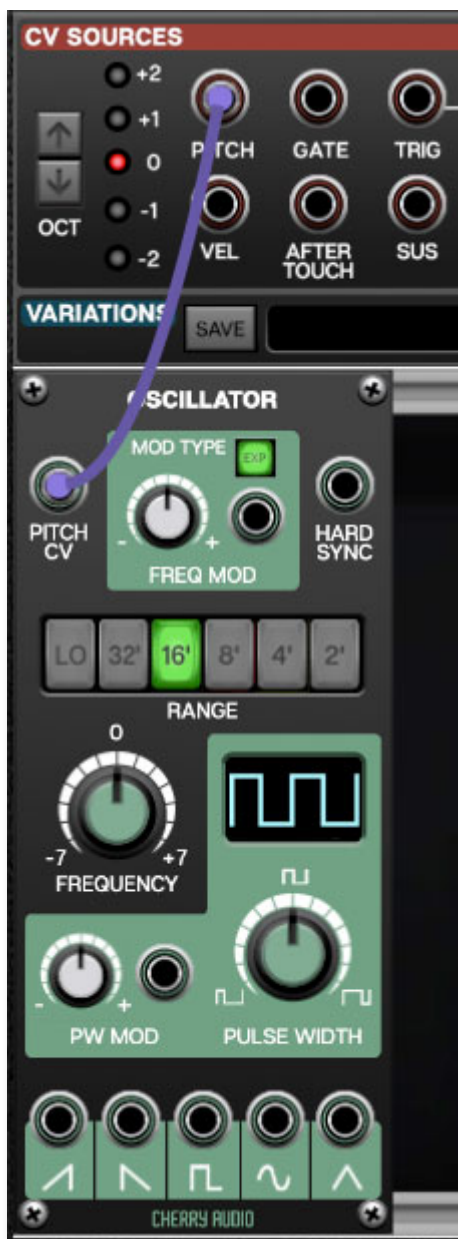 CV SOURCES
+2
+1
0
-1
-2
OCT
PITCH GATE TRIG
VEL AFTER TOUCH SUS
VARIATIONS SAVE
OSCILLATOR
MOD TYPE EXP
PITCH CV
- +
FREQ MOD
HARD SYNC
LO 32' 16' 8' 4' 2'
RANGE
0
-7 +7
FREQUENCY
- +
PW MOD PULSE WIDTH
CHERRY AUDIO